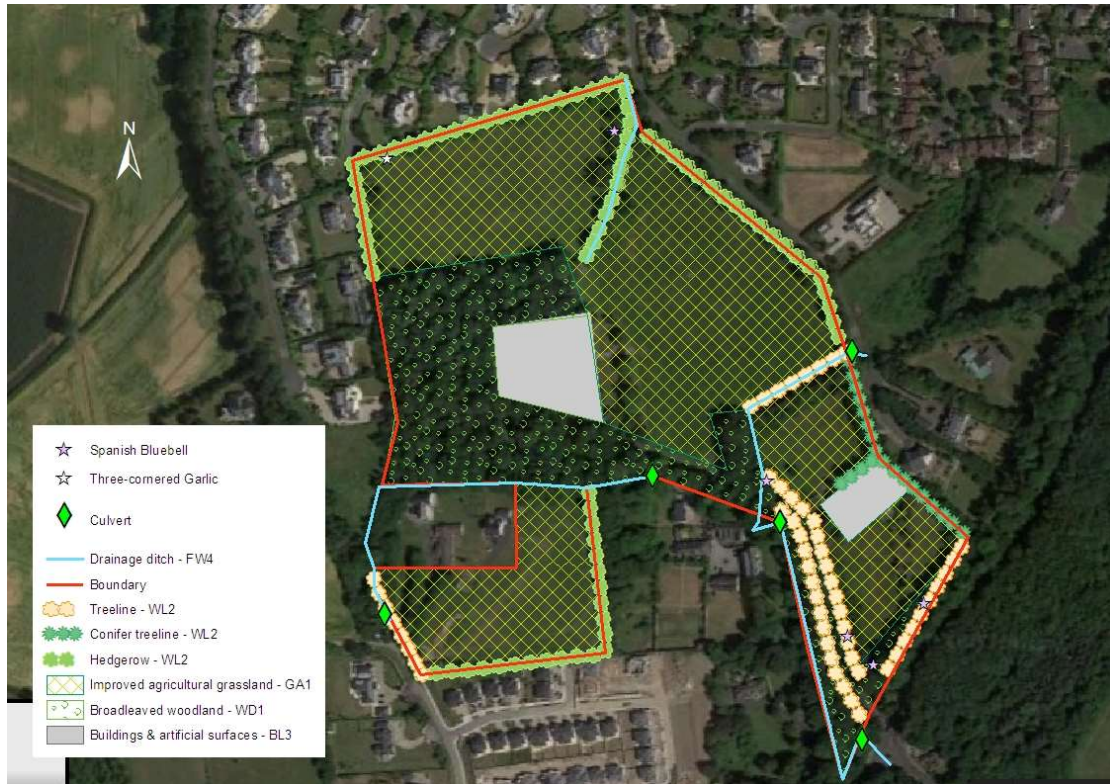 N
Spanish Bluebell
Three-cornered Garlic
Culvert
Drainage ditch - FW4
Boundary
Treeline - WL2
Conifer treeline - WL2
Hedgerow - WL2
Improved agricultural grassland - GA1
Broadleaved woodland - WD1
Buildings & artificial surfaces - BL3